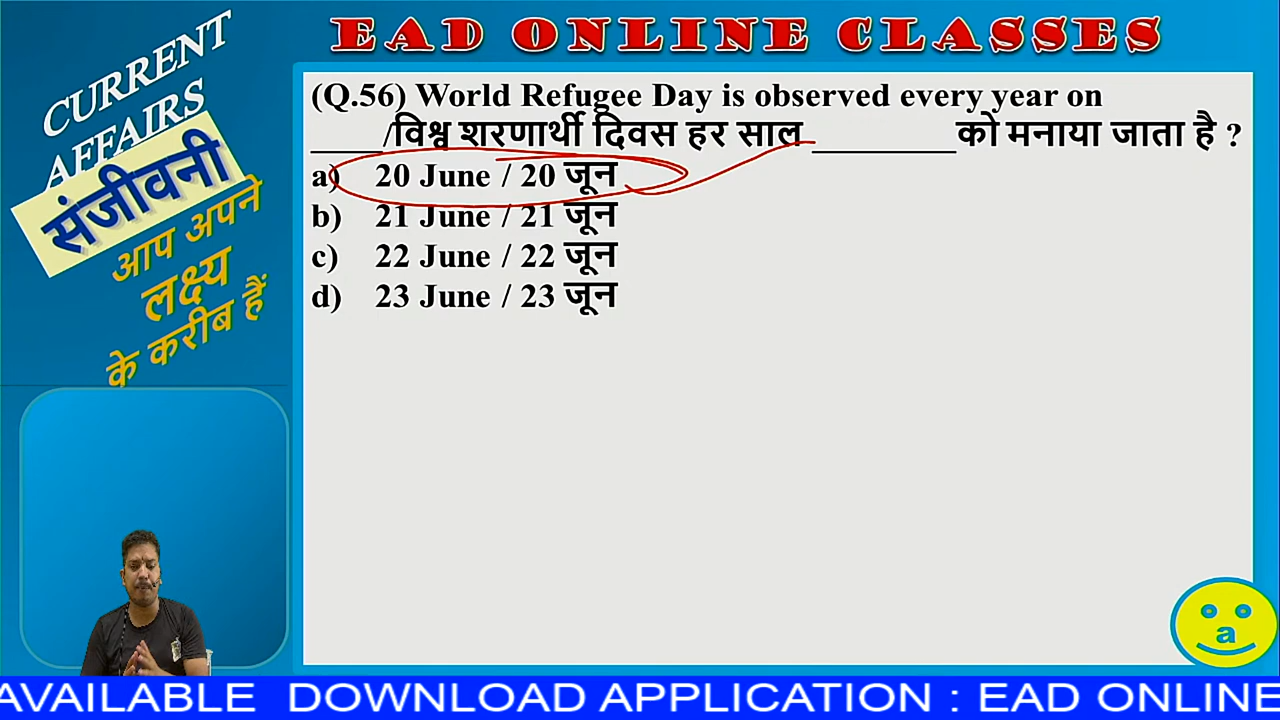 EAD ONLINE CLASSES
CURRENT
AFFAIRS
संजीवनी
आप अपने
लक्ष्य
के करीब हैं
(Q.56) World Refugee Day is observed every year on
____/विश्व शरणार्थी दिवस हर साल ________को मनाया जाता है ?
a) 20 June / 20 जून
b) 21 June / 21 जून
c) 22 June / 22 जून
d) 23 June / 23 जून
a
AVAILABLE DOWNLOAD APPLICATION : EAD ONLINE